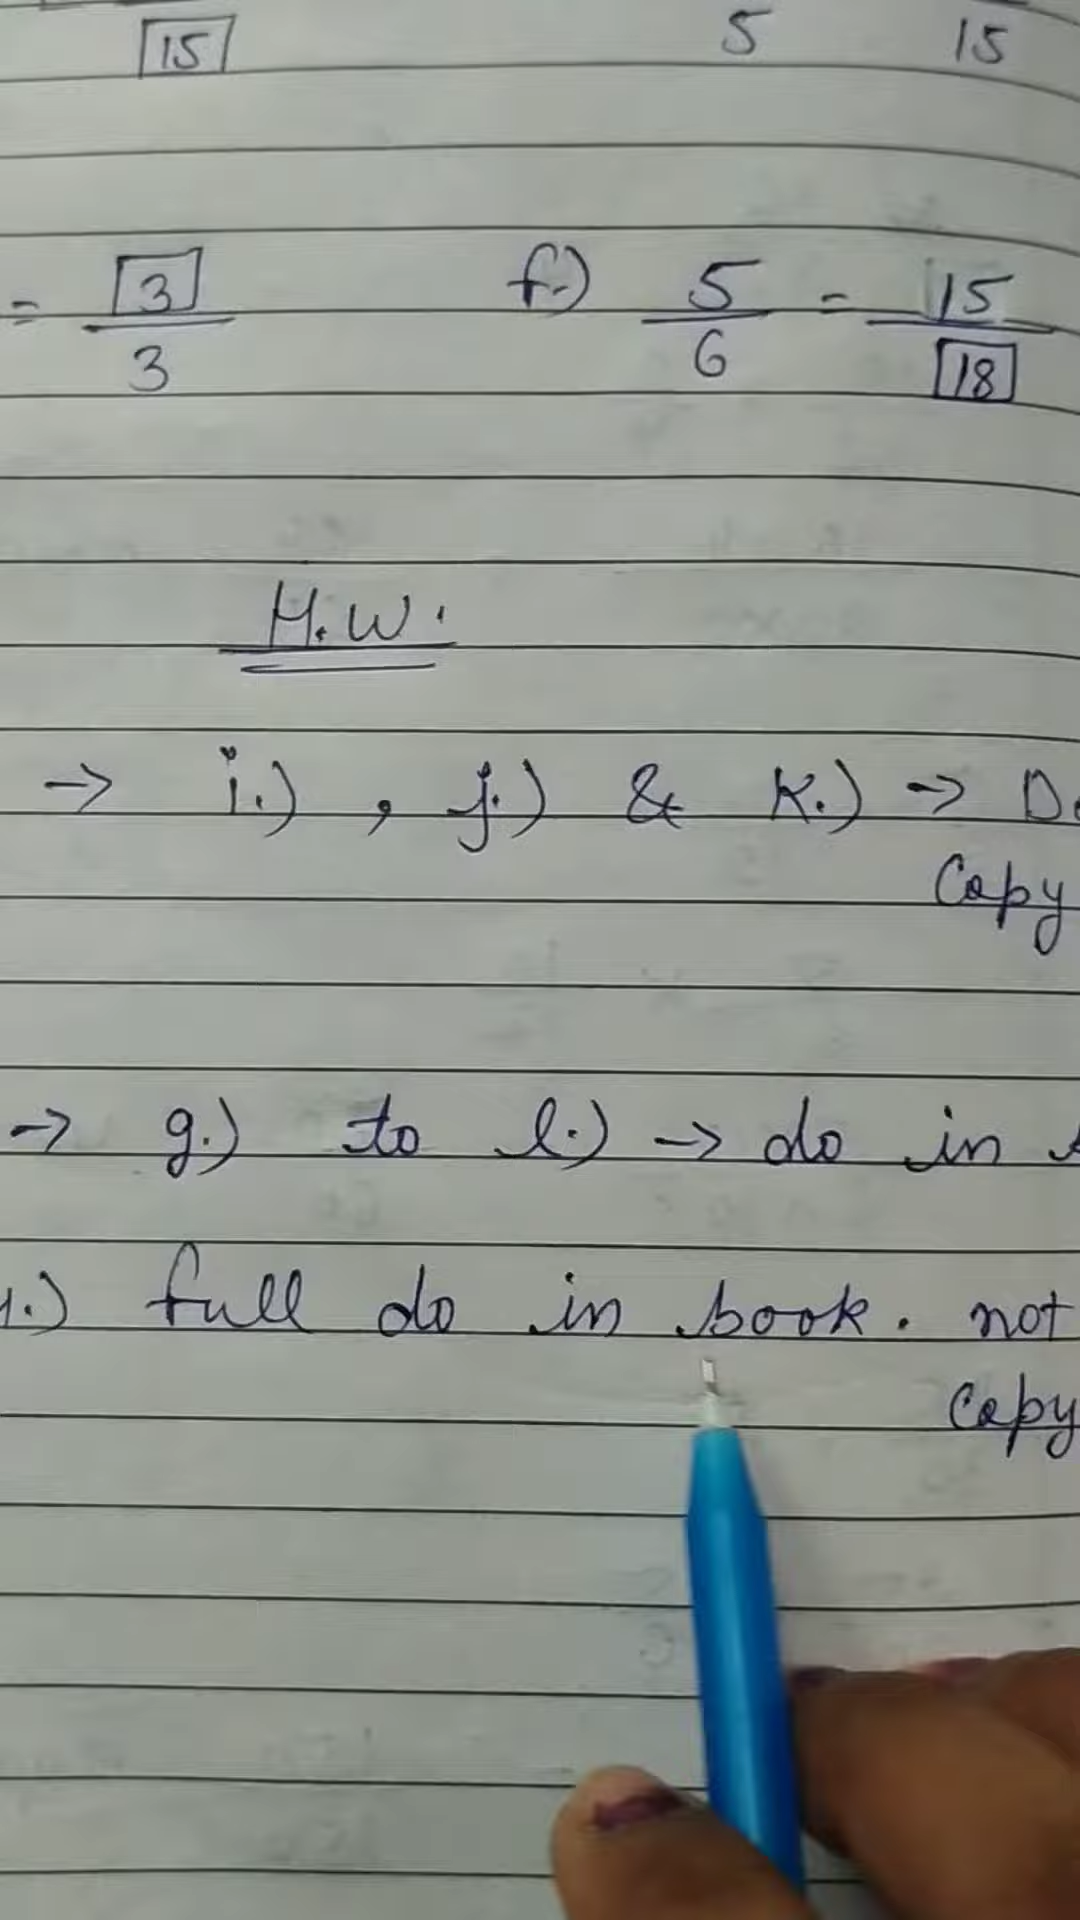 15 5 15
= 3/3 f.) 5/6 = 15/18
H.W.
→ i.) , j.) & K.) →
Copy
→ g.) to l.) → do in
.) full do in book. not
Copy